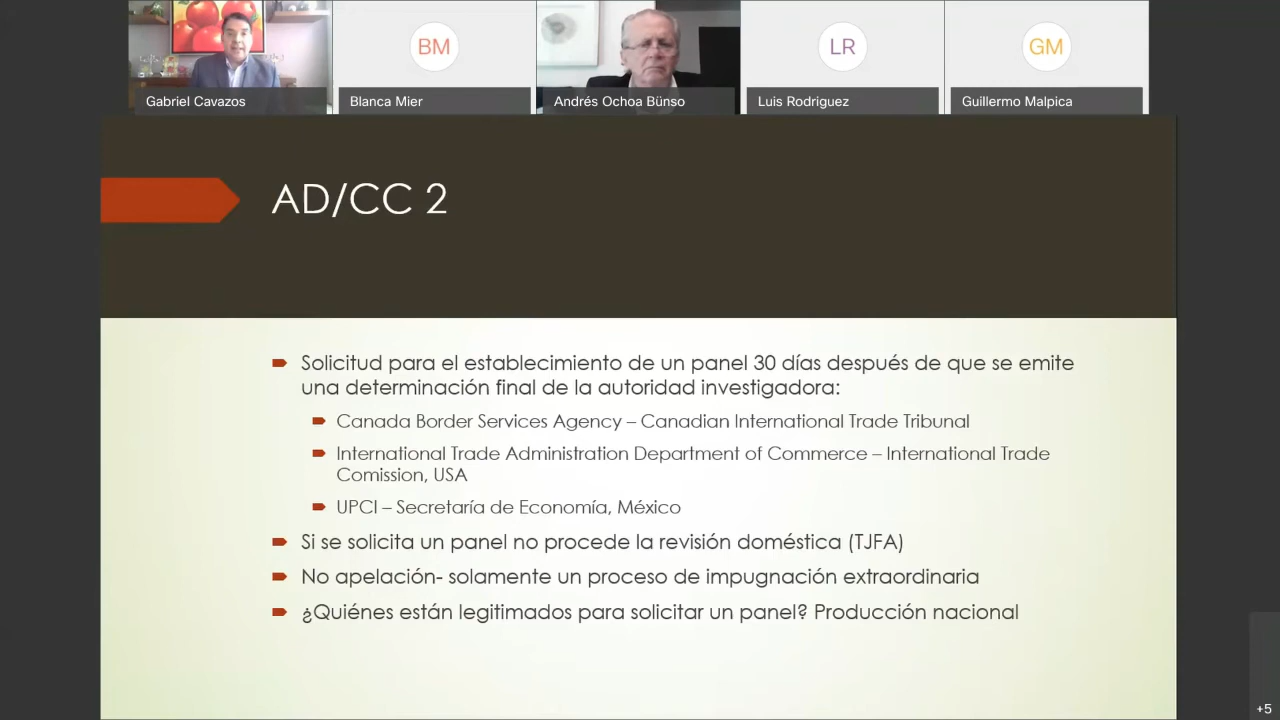 BM
LR
GM
Gabriel Cavazos
Blanca Mier
Andrés Ochoa Bünso
Luis Rodriguez
Guillermo Malpica
AD/CC 2
Solicitud para el establecimiento de un panel 30 días después de que se emite
una determinación final de la autoridad investigadora:
Canada Border Services Agency – Canadian International Trade Tribunal
International Trade Administration Department of Commerce – International Trade
Comission, USA
UPCI – Secretaría de Economía, México
Si se solicita un panel no procede la revisión doméstica (TJFA)
No apelación- solamente un proceso de impugnación extraordinaria
¿Quiénes están legitimados para solicitar un panel? Producción nacional
+5